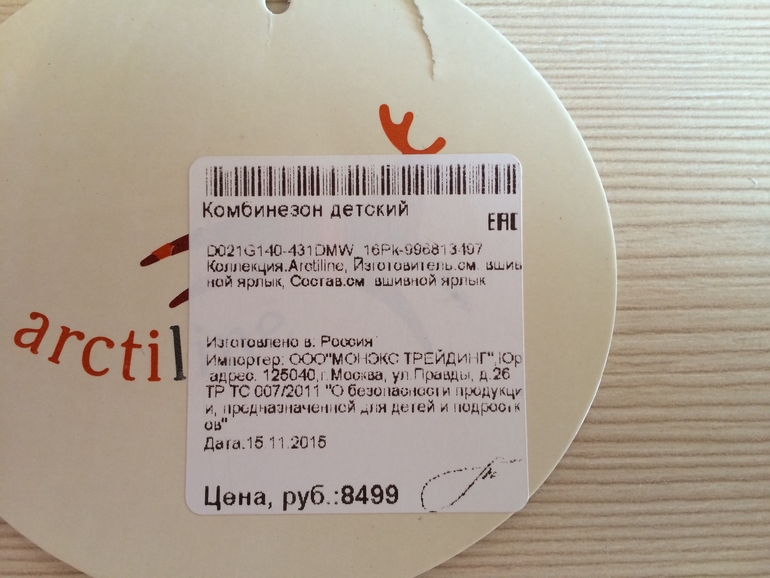 Комбинезон детский
EAC
D021G140-431DMW_16Pk-996813497
Коллекция.Arctiline, Изготовитель.см. вшив
ной ярлык, Состав.см. вшивной ярлык
arctil
Изготовлено в: Россия
Импортер: ООО"МОНЭКС ТРЕЙДИНГ",Юр
адрес. 125040,г.Москва, ул.Правды, д.26
ТР ТС 007/2011 "О безопасности продукци
и, предназначенной для детей и подростк
ов"
Дата.15.11.2015
Цена, руб.:8499